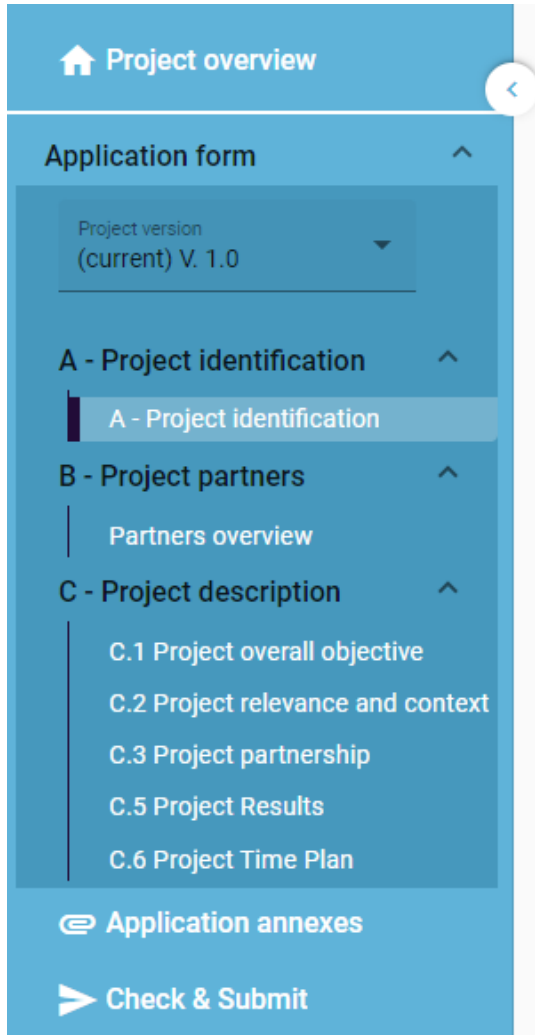 Project overview
Application form
Project version
(current) V. 1.0
A - Project identification
A - Project identification
B - Project partners
Partners overview
C - Project description
C.1 Project overall objective
C.2 Project relevance and context
C.3 Project partnership
C.5 Project Results
C.6 Project Time Plan
Application annexes
Check & Submit